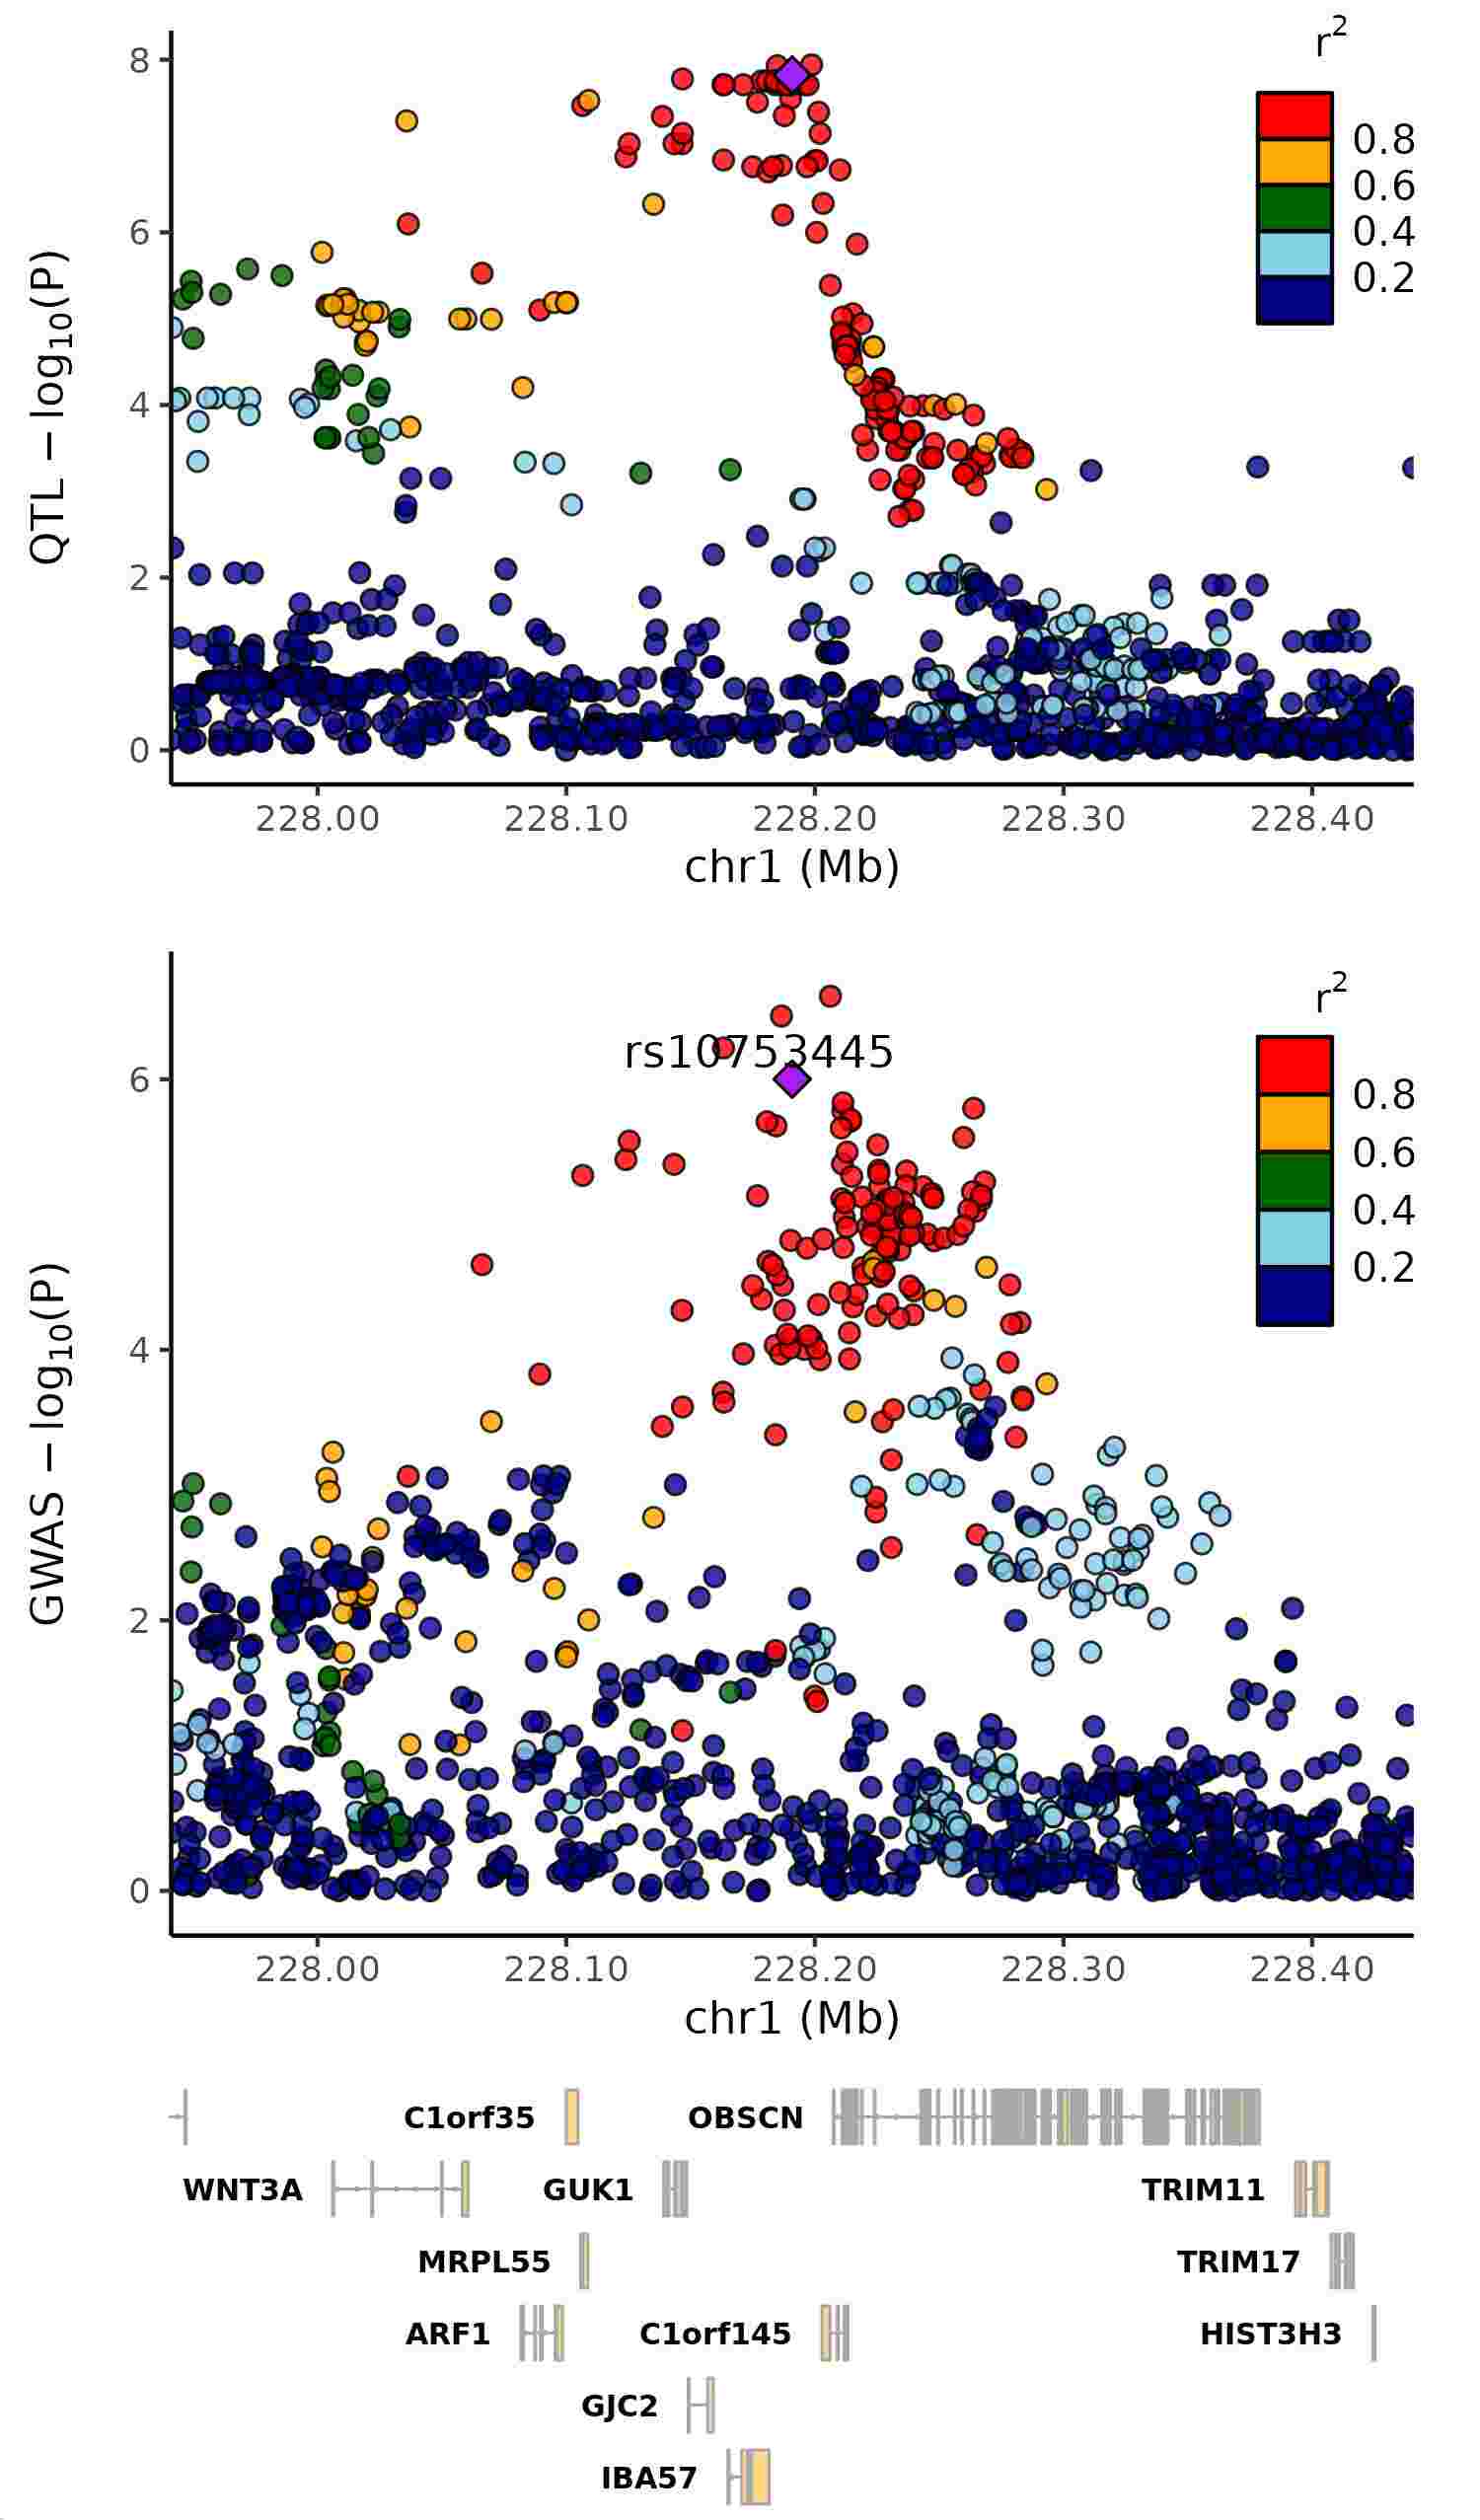 r²
8
6
4
2
0
QTL − log₁₀(P)
0.8
0.6
0.4
0.2
228.00 228.10 228.20 228.30 228.40
chr1 (Mb)
r²
rs10753445
6
4
2
0
GWAS − log₁₀(P)
0.8
0.6
0.4
0.2
228.00 228.10 228.20 228.30 228.40
chr1 (Mb)
C1orf35 OBSCN
WNT3A GUK1 TRIM11
MRPL55 TRIM17
ARF1 C1orf145 HIST3H3
GJC2
IBA57